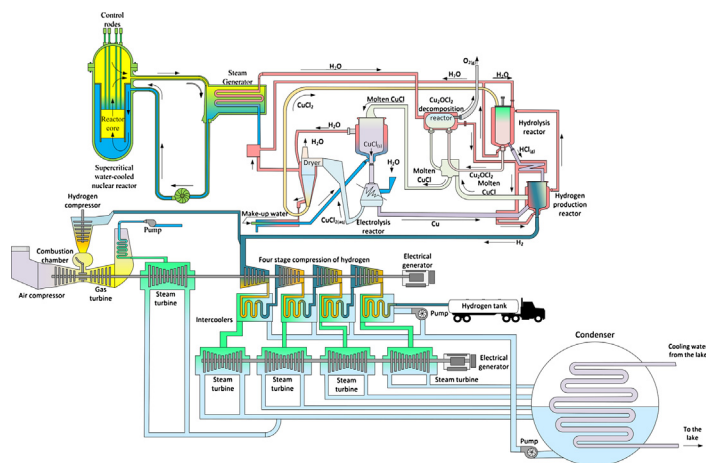 Control
rodes
Reactor
core
Supercritical
water-cooled
nuclear reactor
Steam
Generator
H₂O
O₂₍g₎
H₂O
H₂O
CuCl₂
Molten CuCl
Cu₂OCl₂
decomposition
reactor
Hydrolysis
reactor
H₂O
H₂O
CuCl₍s₎
H₂O
HCl₍g₎
Dryer
Molten
CuCl
Cu₂OCl₂
Molten
CuCl
Hydrogen
production
reactor
Make-up water
Electrolysis
reactor
Cu
H₂
Hydrogen
compressor
Pump
Combustion
chamber
Air compressor
Gas
turbine
Steam
turbine
Four stage compression of hydrogen
Electrical
generator
Intercoolers
Hydrogen tank
Pump
Condenser
Cooling water
from the lake
Electrical
generator
Steam
turbine
Steam
turbine
Steam
turbine
Steam turbine
Pump
To the
lake